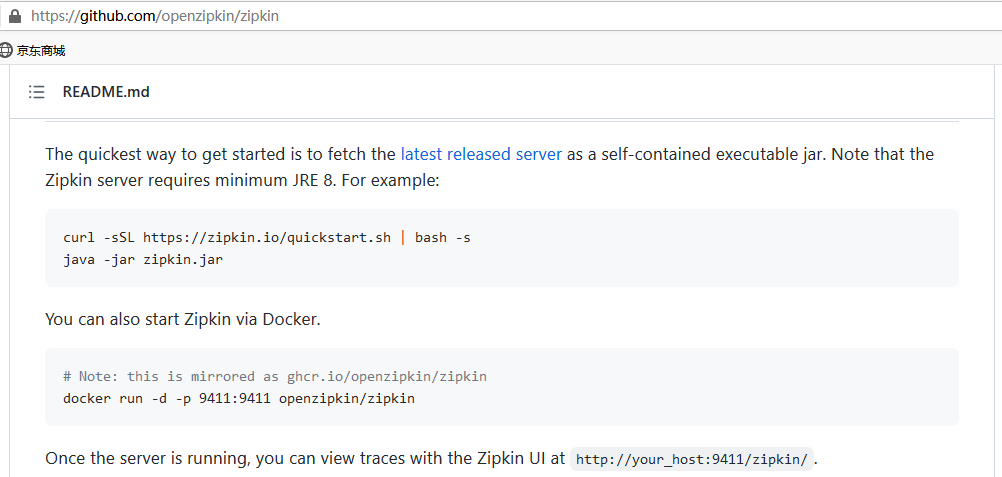 https://github.com/openzipkin/zipkin
京东商城
README.md
The quickest way to get started is to fetch the latest released server as a self-contained executable jar. Note that the
Zipkin server requires minimum JRE 8. For example:
curl -sSL https://zipkin.io/quickstart.sh | bash -s
java -jar zipkin.jar
You can also start Zipkin via Docker.
# Note: this is mirrored as ghcr.io/openzipkin/zipkin
docker run -d -p 9411:9411 openzipkin/zipkin
Once the server is running, you can view traces with the Zipkin UI at http://your_host:9411/zipkin/.